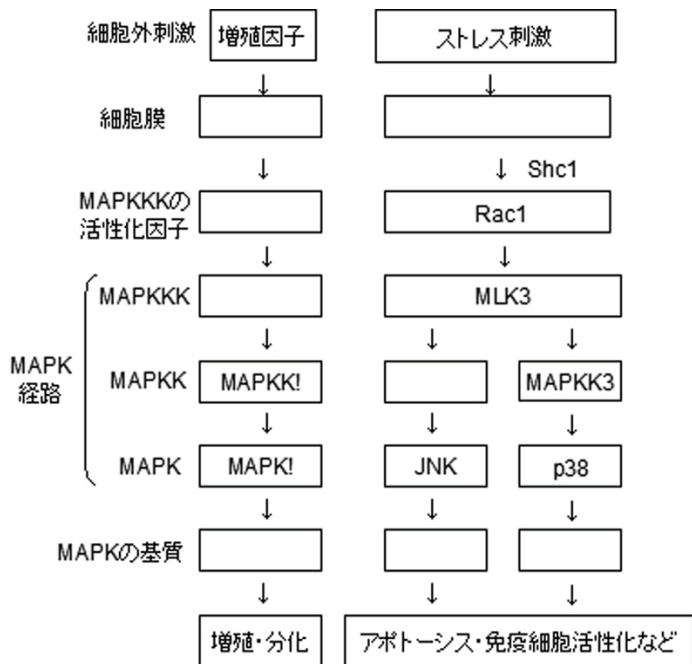 細胞外刺激 増殖因子 ストレス刺激
細胞膜
Shc1
MAPKKKの
活性化因子
Rac1
MAPKKK MLK3
MAPK
経路
MAPKK MAPKK! MAPKK3
MAPK MAPK! JNK p38
MAPKの基質
増殖・分化 アポトーシス・免疫細胞活性化など